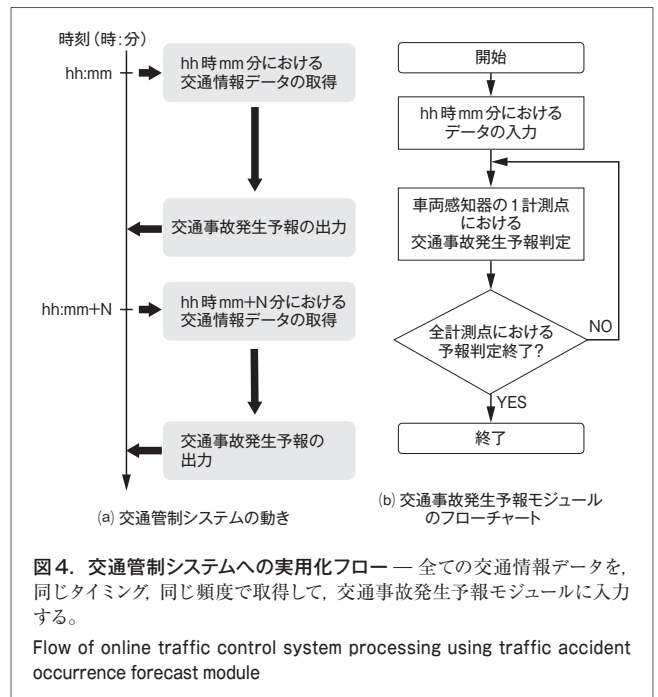 時刻(時:分)
hh:mm
hh時mm分における
交通情報データの取得
交通事故発生予報の出力
hh:mm+N
hh時mm+N分における
交通情報データの取得
交通事故発生予報の
出力
(a) 交通管制システムの動き
開始
hh時mm分における
データの入力
車両感知器の1計測点
における
交通事故発生予報判定
全計測点における
予報判定終了?
NO
YES
終了
(b) 交通事故発生予報モジュール
のフローチャート
図4. 交通管制システムへの実用化フロー — 全ての交通情報データを,
同じタイミング, 同じ頻度で取得して, 交通事故発生予報モジュールに入力
する。
Flow of online traffic control system processing using traffic accident
occurrence forecast module